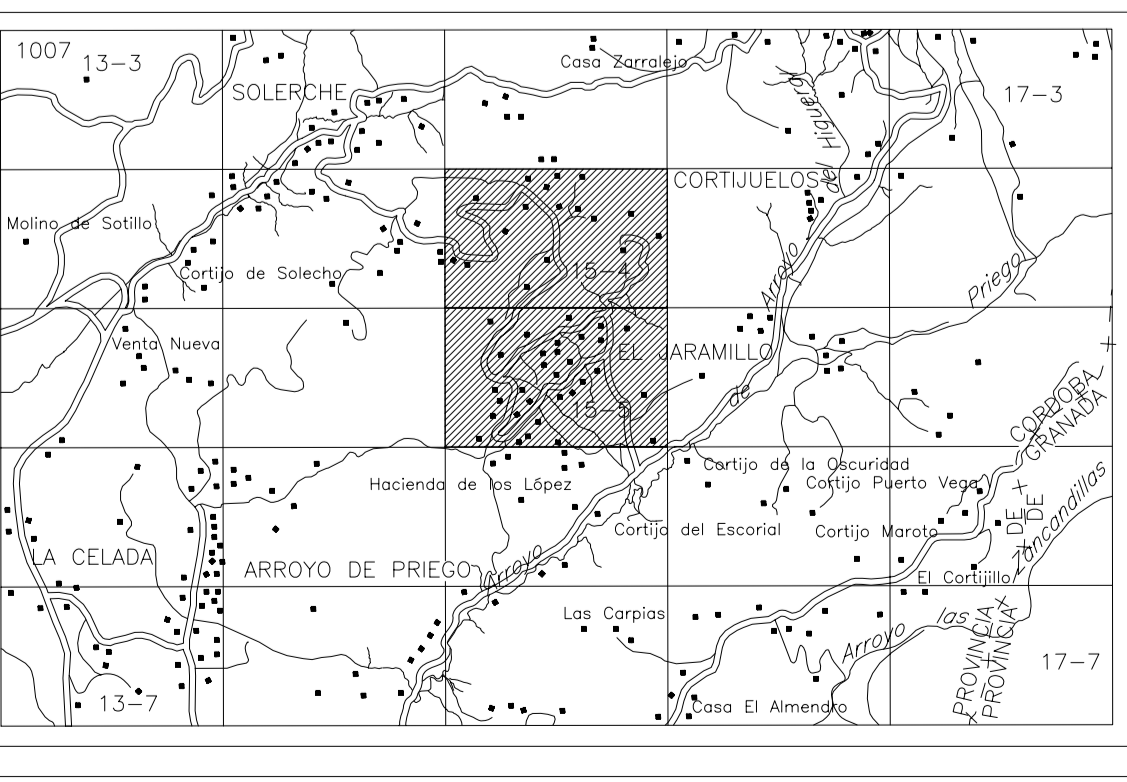 1007
13-3
Casa Zarralejo
SOLERCHE
17-3
del Higueral
CORTIJUELOS
Molino de Sotillo
Cortijo de Solecho
15-4
Arroyo
Priego
Venta Nueva
EL JARAMILLO
de
15-5
CORDOBA
GRANADA
Hacienda de los López
Cortijo de la Oscuridad
Cortijo Puerto Vega
Cortijo del Escorial
Cortijo Maroto
DE
DE
Zancandillas
LA CELADA
ARROYO DE PRIEGO
Arroyo
El Cortijillo
Las Carpias
Arroyo
las
PROVINCIA
PROVINCIA
17-7
13-7
Casa El Almendro